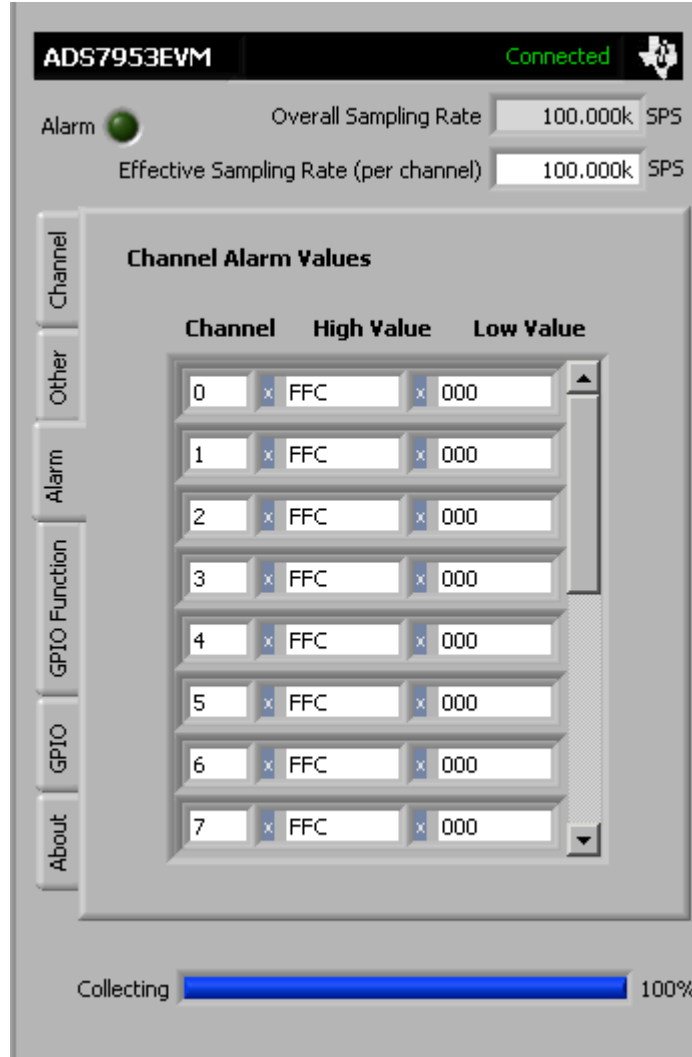 ADS7953EVM Connected
Alarm Overall Sampling Rate 100.000k SPS
Effective Sampling Rate (per channel) 100.000k SPS
Channel
Other
Alarm
GPIO Function
GPIO
About
Channel Alarm Values
Channel High Value Low Value
0 x FFC x 000
1 x FFC x 000
2 x FFC x 000
3 x FFC x 000
4 x FFC x 000
5 x FFC x 000
6 x FFC x 000
7 x FFC x 000
Collecting 100%